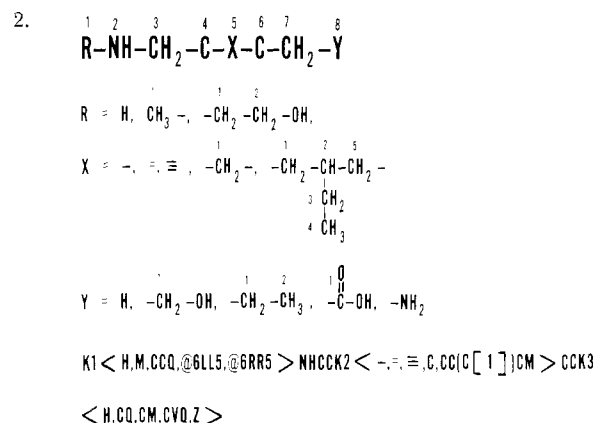 2.
1 2 3 4 5 6 7 8
R-NH-CH2-C-X-C-CH2-Y
1 2
R = H, CH3-, -CH2-CH2-OH,
1 1 2 5
X = -, =, ≡, -CH2-, -CH2-CH-CH2-
3 CH2
4 CH3
1 2 1 O
Y = H, -CH2-OH, -CH2-CH3, -C-OH, -NH2
K1<H,M,CCQ,@6LL5,@6RR5>NHCCK2<-,=,≡,C,CC(C[1])CM>CCK3
<H,CQ,CM,CVQ,Z>